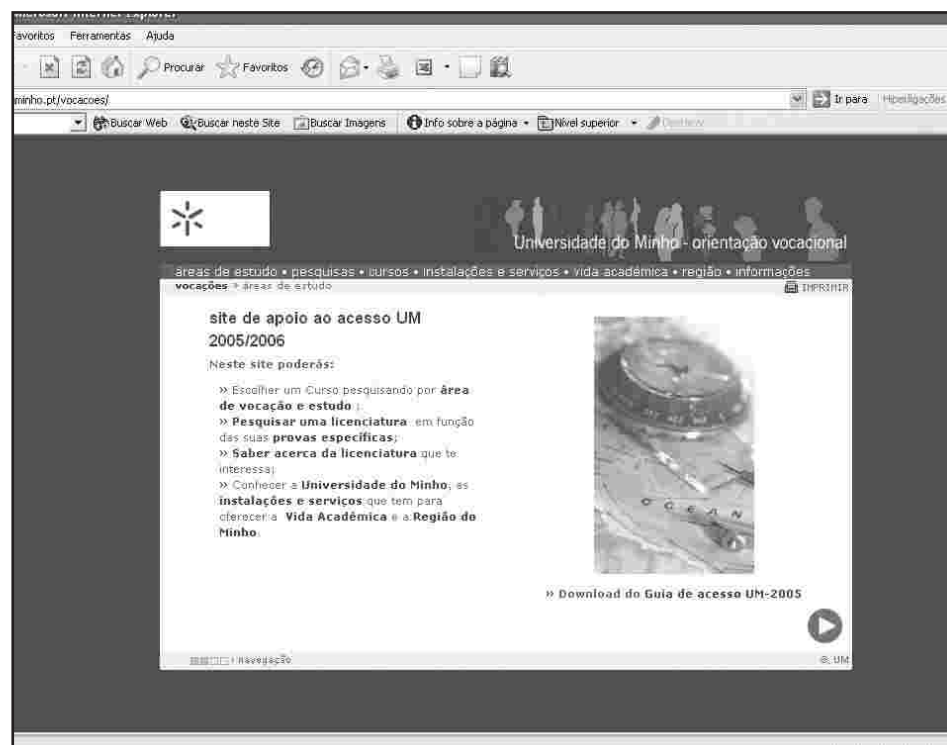 Microsoft Internet Explorer
Favoritos Ferramentas Ajuda
Procurar Favoritos
minho.pt/vocacoes/ Ir para Hiperligações
Buscar Web Buscar neste Site Buscar Imagens Info sobre a página Nível superior
Universidade do Minho - orientação vocacional
áreas de estudo • pesquisas • cursos • instalações e serviços • vida académica • região • informações
vocações > áreas de estudo IMPRIMIR
site de apoio ao acesso UM
2005/2006
Neste site poderás:
» Escolher um Curso pesquisando por área
de vocação e estudo ;
» Pesquisar uma licenciatura em função
das suas provas específicas;
» Saber acerca da licenciatura que te
interessa;
» Conhecer a Universidade do Minho, as
instalações e serviços que tem para
oferecer a Vida Académica e a Região do
Minho.
OCEAN
» Download do Guia de acesso UM-2005
navegação @ UM